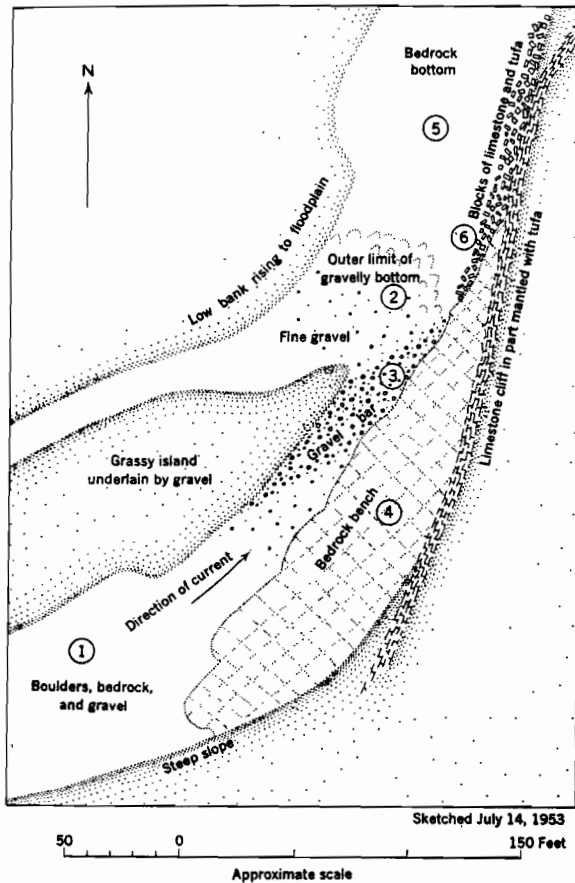 N
Bedrock
bottom
5
Blocks of limestone and tufa
6
Low bank rising to floodplain
Outer limit of
gravelly bottom
2
Limestone cliff in part mantled with tufa
Fine gravel
3
Gravel bar
Grassy island
underlain by gravel
4
Bedrock bench
Direction of current
1
Boulders, bedrock,
and gravel
Steep slope
Sketched July 14, 1953
50 0 150 Feet
Approximate scale